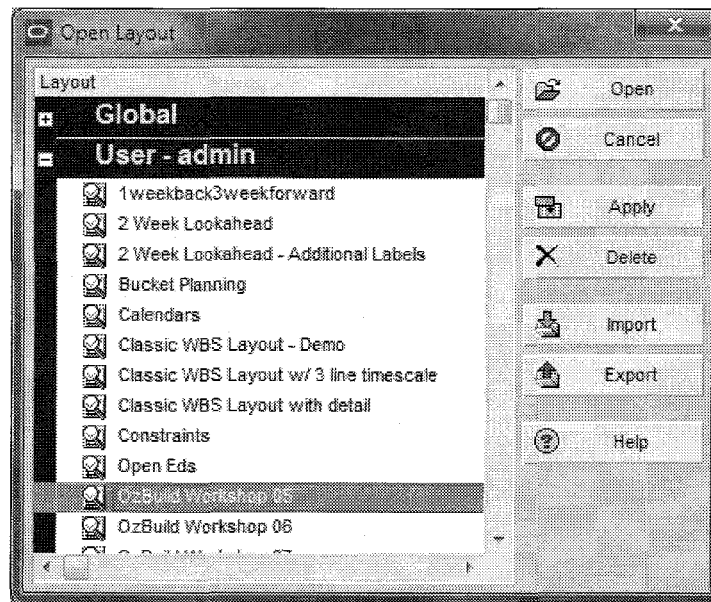 Open Layout
Layout
Global
User - admin
1weekback3weekforward
2 Week Lookahead
2 Week Lookahead - Additional Labels
Bucket Planning
Calendars
Classic WBS Layout - Demo
Classic WBS Layout w/ 3 line timescale
Classic WBS Layout with detail
Constraints
Open Eds
OzBuild Workshop 05
OzBuild Workshop 06
Open
Cancel
Apply
Delete
Import
Export
Help